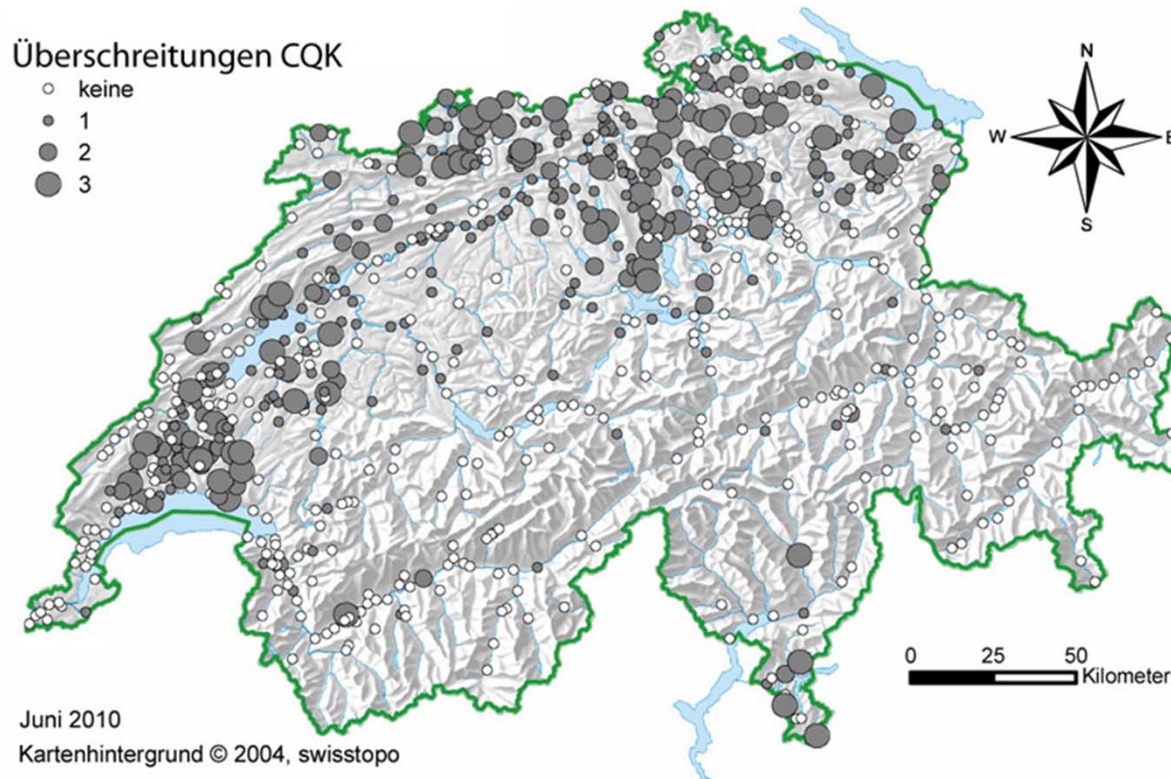 Überschreitungen CQK
keine
1
2
3
N
W
E
S
0 25 50
Kilometer
Juni 2010
Kartenhintergrund © 2004, swisstopo